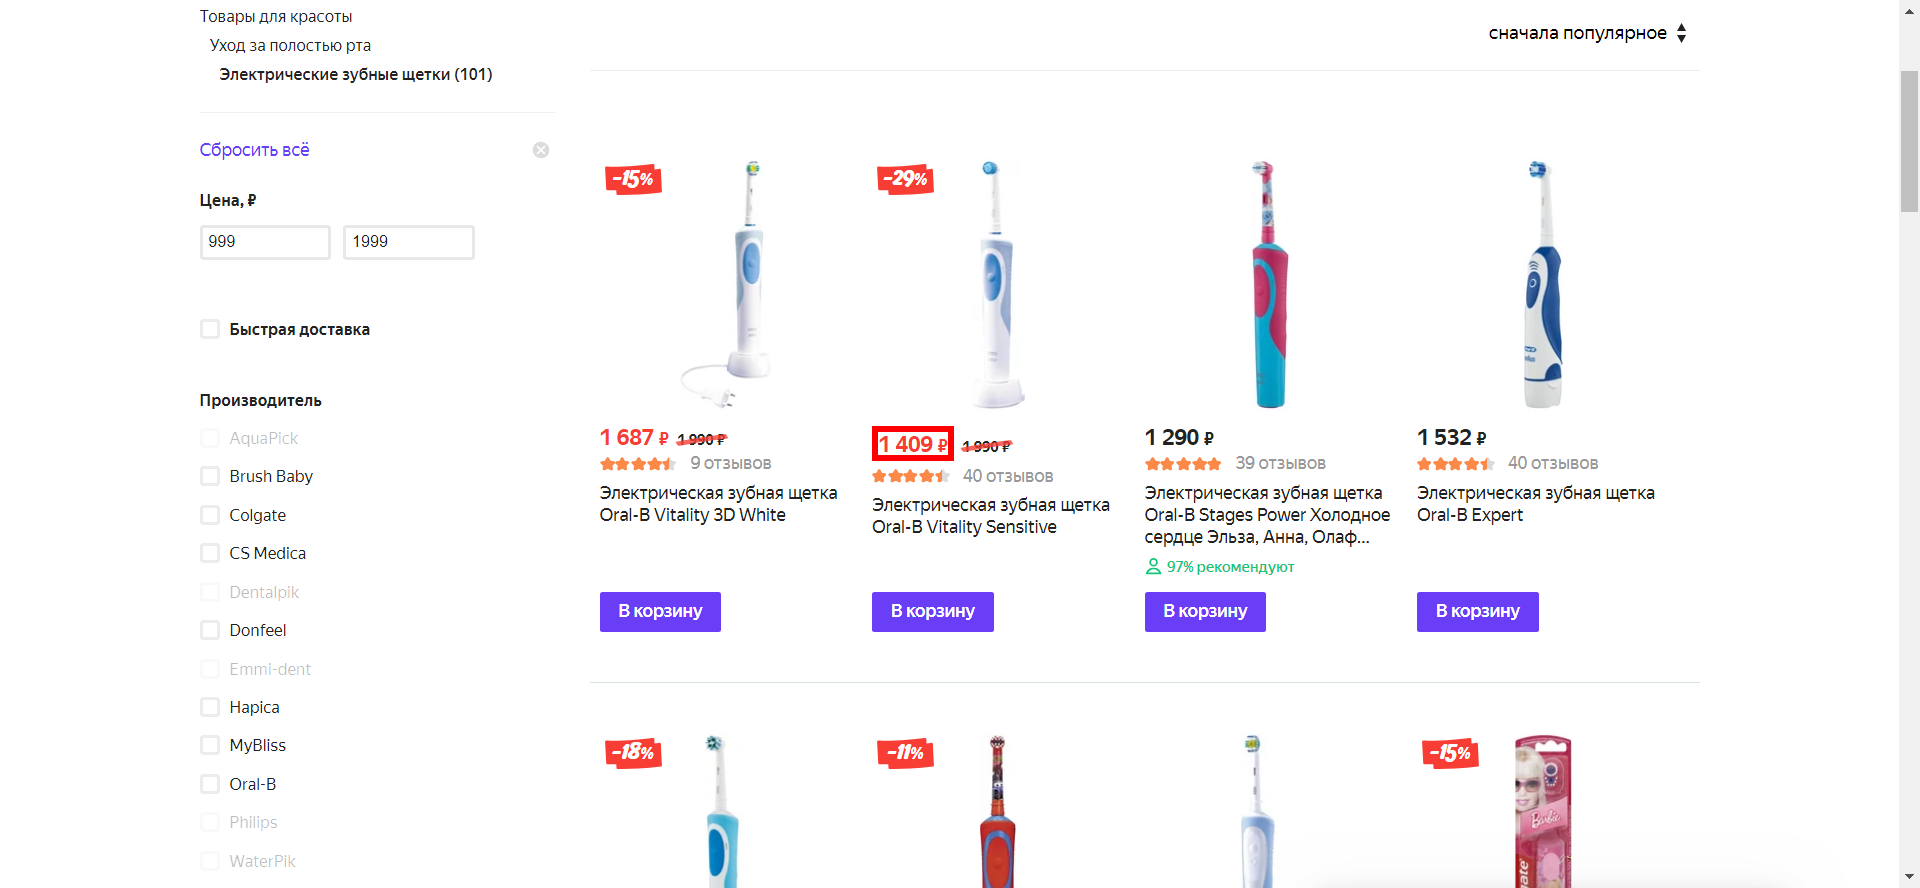 Товары для красоты
Уход за полостью рта
Электрические зубные щетки (101)
сначала популярное
Сбросить всё
Цена, ₽
999
1999
Быстрая доставка
Производитель
AquaPick
Brush Baby
Colgate
CS Medica
Dentalpik
Donfeel
Emmi-dent
Hapica
MyBliss
Oral-B
Philips
WaterPik
-15%
1 687 ₽ 1 990 ₽
9 отзывов
Электрическая зубная щетка
Oral-B Vitality 3D White
В корзину
-29%
1 409 ₽ 1 990 ₽
40 отзывов
Электрическая зубная щетка
Oral-B Vitality Sensitive
В корзину
1 290 ₽
39 отзывов
Электрическая зубная щетка
Oral-B Stages Power Холодное
сердце Эльза, Анна, Олаф...
97% рекомендуют
В корзину
1 532 ₽
40 отзывов
Электрическая зубная щетка
Oral-B Expert
В корзину
-18%
-11%
-15%
Barbie